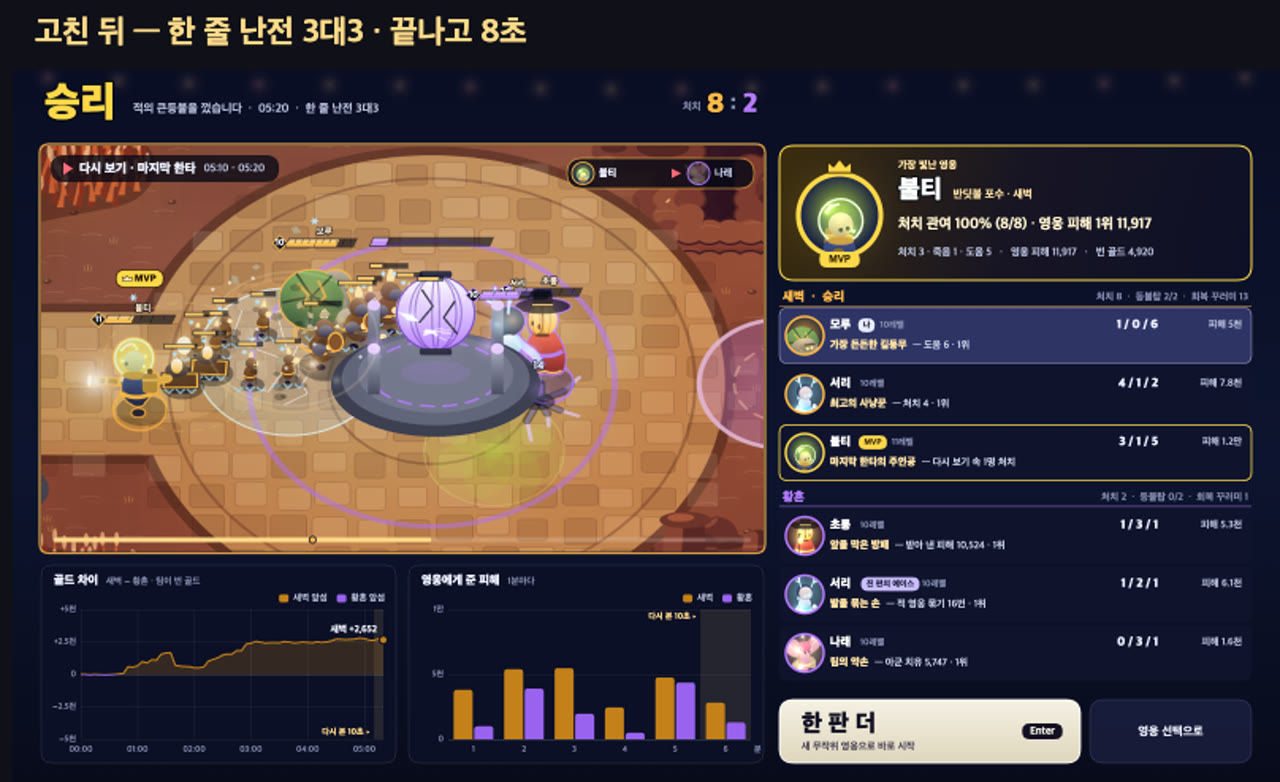 고친 뒤 — 한 줄 난전 3대3 · 끝나고 8초
승리
적의 큰등불을 껐습니다 · 05:20 · 한 줄 난전 3대3
처치 8 : 2
다시 보기 · 마지막 한타 05:10 - 05:20
불티 ▶ 나래
모루
10
MVP
불티
11
초롱
14
가장 빛난 영웅
불티 반딧불 포수 · 새벽
처치 관여 100% (8/8) · 영웅 피해 1위 11,917
처치 3 · 죽음 1 · 도움 5 · 영웅 피해 11,917 · 번 골드 4,920
MVP
새벽 · 승리
처치 8 · 등불탑 2/2 · 회복 꾸러미 13
모루 나 10레벨
1 / 0 / 6
피해 5천
가장 든든한 길동무 — 도움 6 · 1위
서리 10레벨
4 / 1 / 2
피해 7.8천
최고의 사냥꾼 — 처치 4 · 1위
불티 MVP 11레벨
3 / 1 / 5
피해 1.2만
마지막 한타의 주인공 — 다시 보기 속 1명 처치
황혼
처치 2 · 등불탑 0/2 · 회복 꾸러미 1
초롱 10레벨
1 / 3 / 1
피해 5.3천
앞을 막은 방패 — 받아 낸 피해 10,524 · 1위
서리 진 편의 에이스 10레벨
1 / 2 / 1
피해 6.1천
발을 묶는 손 — 적 영웅 묶기 16번 · 1위
나래 10레벨
0 / 3 / 1
피해 1.6천
팀의 약손 — 아군 치유 5,747 · 1위
골드 차이 새벽 − 황혼 · 팀이 번 골드
새벽 앞섬 황혼 앞섬
+5천
+2.5천
0
−2.5천
−5천
새벽 +2,652
다시 본 10초
00:00 01:00 02:00 03:00 04:00 05:00
영웅에게 준 피해 1분마다
새벽 황혼
1만
5천
0
다시 본 10초
1 2 3 4 5 6 분
한 판 더
새 무작위 영웅으로 바로 시작
Enter
영웅 선택으로